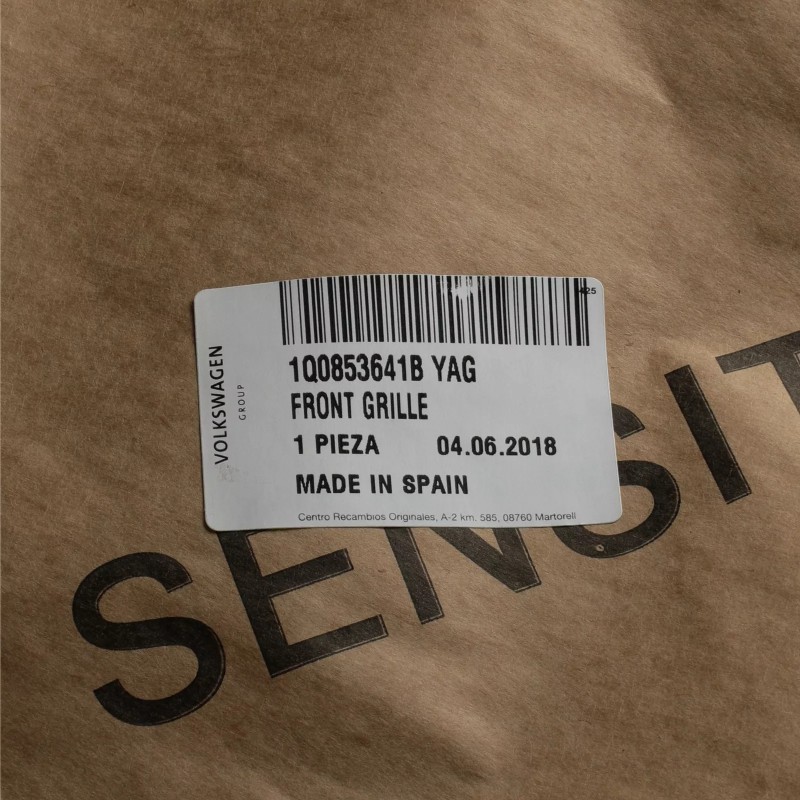 425
VOLKSWAGEN
GROUP
1Q0853641B YAG
FRONT GRILLE
1 PIEZA 04.06.2018
MADE IN SPAIN
Centro Recambios Originales, A-2 km. 585, 08760 Martorell
SENSIT